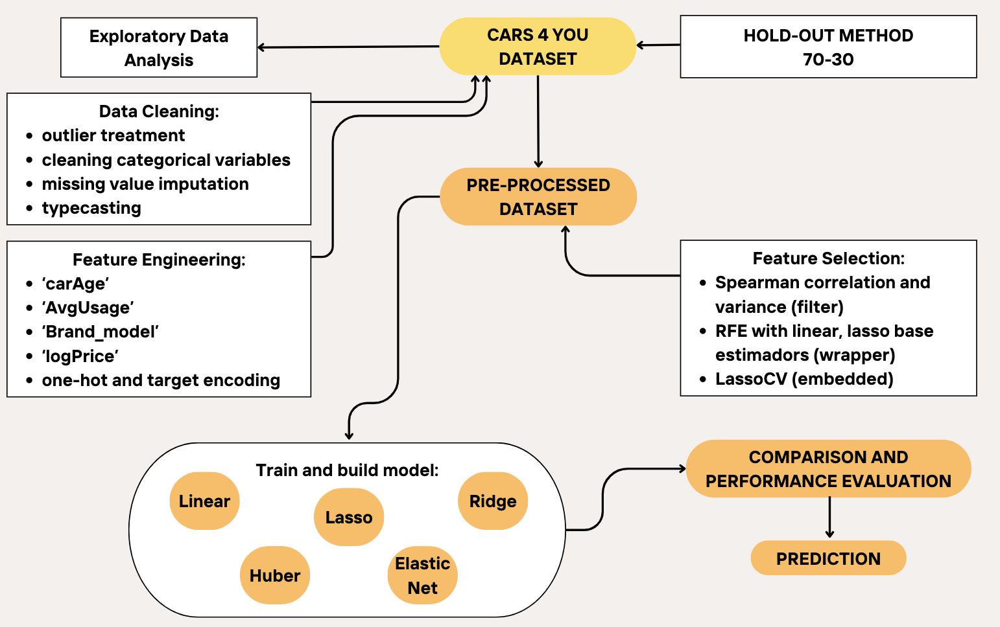 Exploratory Data
Analysis
CARS 4 YOU
DATASET
HOLD-OUT METHOD
70-30
Data Cleaning:
• outlier treatment
• cleaning categorical variables
• missing value imputation
• typecasting
PRE-PROCESSED
DATASET
Feature Engineering:
• ‘carAge’
• ‘AvgUsage’
• ‘Brand_model’
• ‘logPrice’
• one-hot and target encoding
Feature Selection:
• Spearman correlation and
variance (filter)
• RFE with linear, lasso base
estimadors (wrapper)
• LassoCV (embedded)
Train and build model:
Linear
Lasso
Ridge
Huber
Elastic
Net
COMPARISON AND
PERFORMANCE EVALUATION
PREDICTION